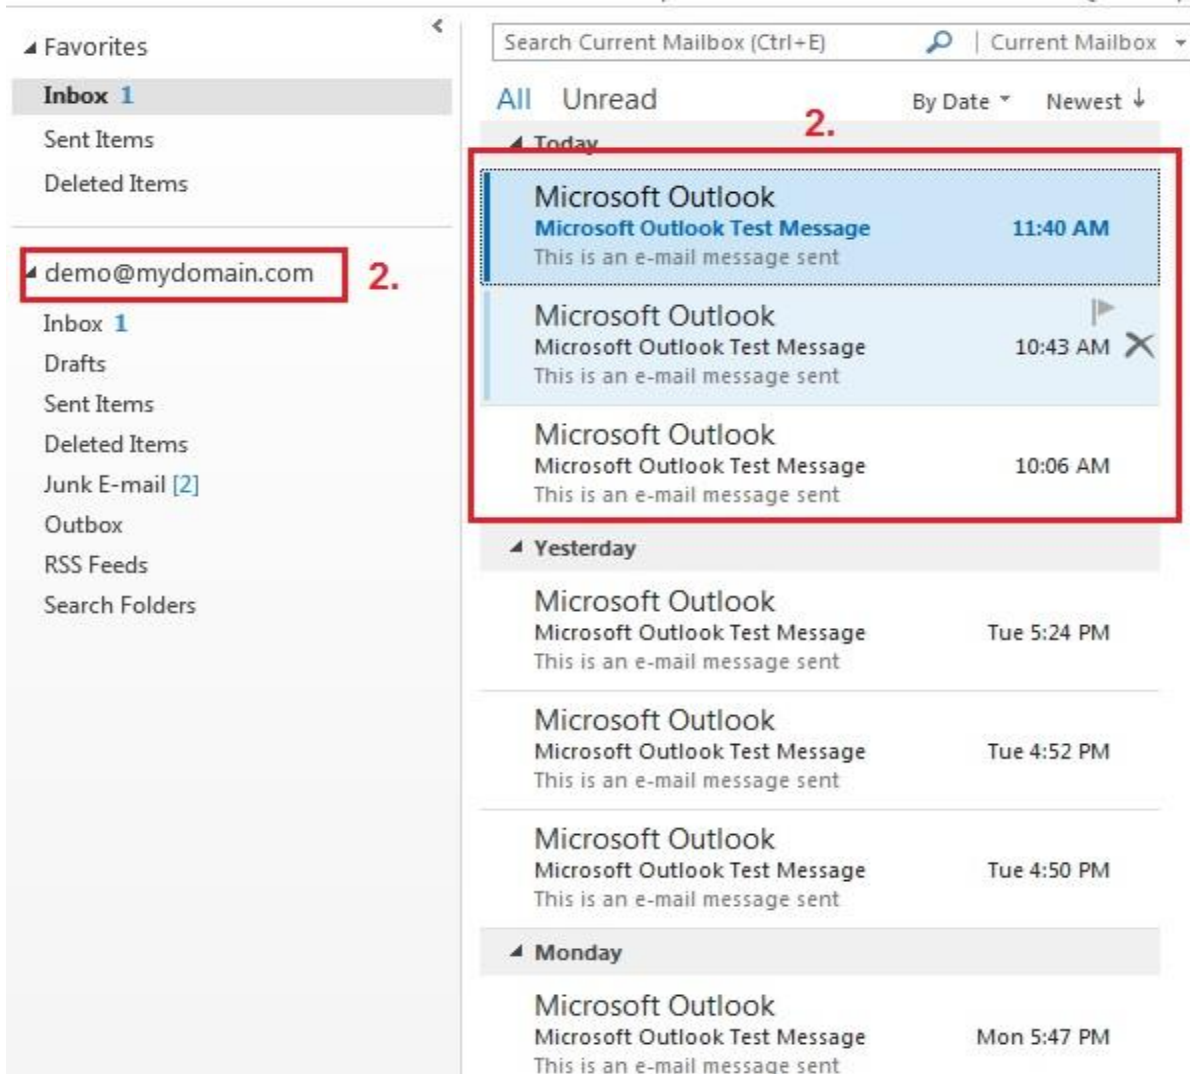 Favorites
Inbox 1
Sent Items
Deleted Items
demo@mydomain.com 2.
Inbox 1
Drafts
Sent Items
Deleted Items
Junk E-mail [2]
Outbox
RSS Feeds
Search Folders
Search Current Mailbox (Ctrl+E) Current Mailbox
All Unread By Date Newest
2.
Today
Microsoft Outlook
Microsoft Outlook Test Message 11:40 AM
This is an e-mail message sent
Microsoft Outlook
Microsoft Outlook Test Message 10:43 AM
This is an e-mail message sent
Microsoft Outlook
Microsoft Outlook Test Message 10:06 AM
This is an e-mail message sent
Yesterday
Microsoft Outlook
Microsoft Outlook Test Message Tue 5:24 PM
This is an e-mail message sent
Microsoft Outlook
Microsoft Outlook Test Message Tue 4:52 PM
This is an e-mail message sent
Microsoft Outlook
Microsoft Outlook Test Message Tue 4:50 PM
This is an e-mail message sent
Monday
Microsoft Outlook
Microsoft Outlook Test Message Mon 5:47 PM
This is an e-mail message sent